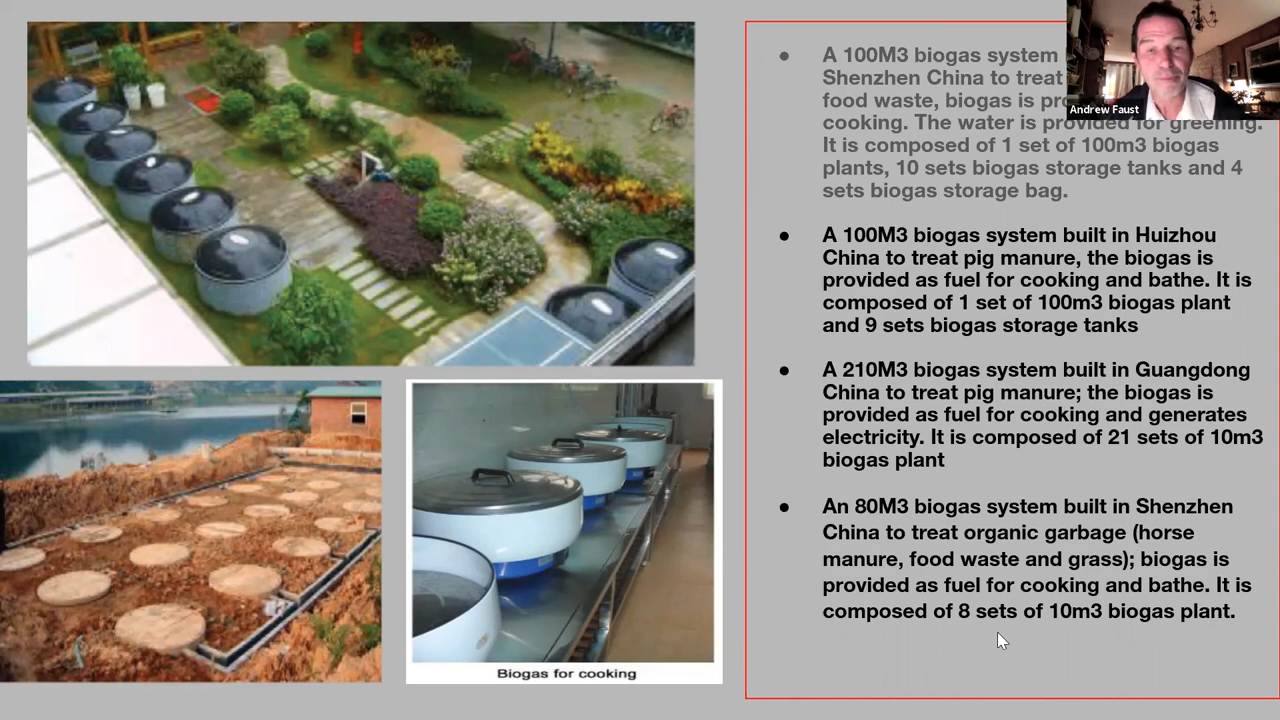 ● A 100M3 biogas system
Shenzhen China to treat
food waste, biogas is
cooking. The water is provided for greening.
It is composed of 1 set of 100m3 biogas
plants, 10 sets biogas storage tanks and 4
sets biogas storage bag.
Andrew Faust
● A 100M3 biogas system built in Huizhou
China to treat pig manure, the biogas is
provided as fuel for cooking and bathe. It is
composed of 1 set of 100m3 biogas plant
and 9 sets biogas storage tanks
● A 210M3 biogas system built in Guangdong
China to treat pig manure; the biogas is
provided as fuel for cooking and generates
electricity. It is composed of 21 sets of 10m3
biogas plant
● An 80M3 biogas system built in Shenzhen
China to treat organic garbage (horse
manure, food waste and grass); biogas is
provided as fuel for cooking and bathe. It is
composed of 8 sets of 10m3 biogas plant.
Biogas for cooking